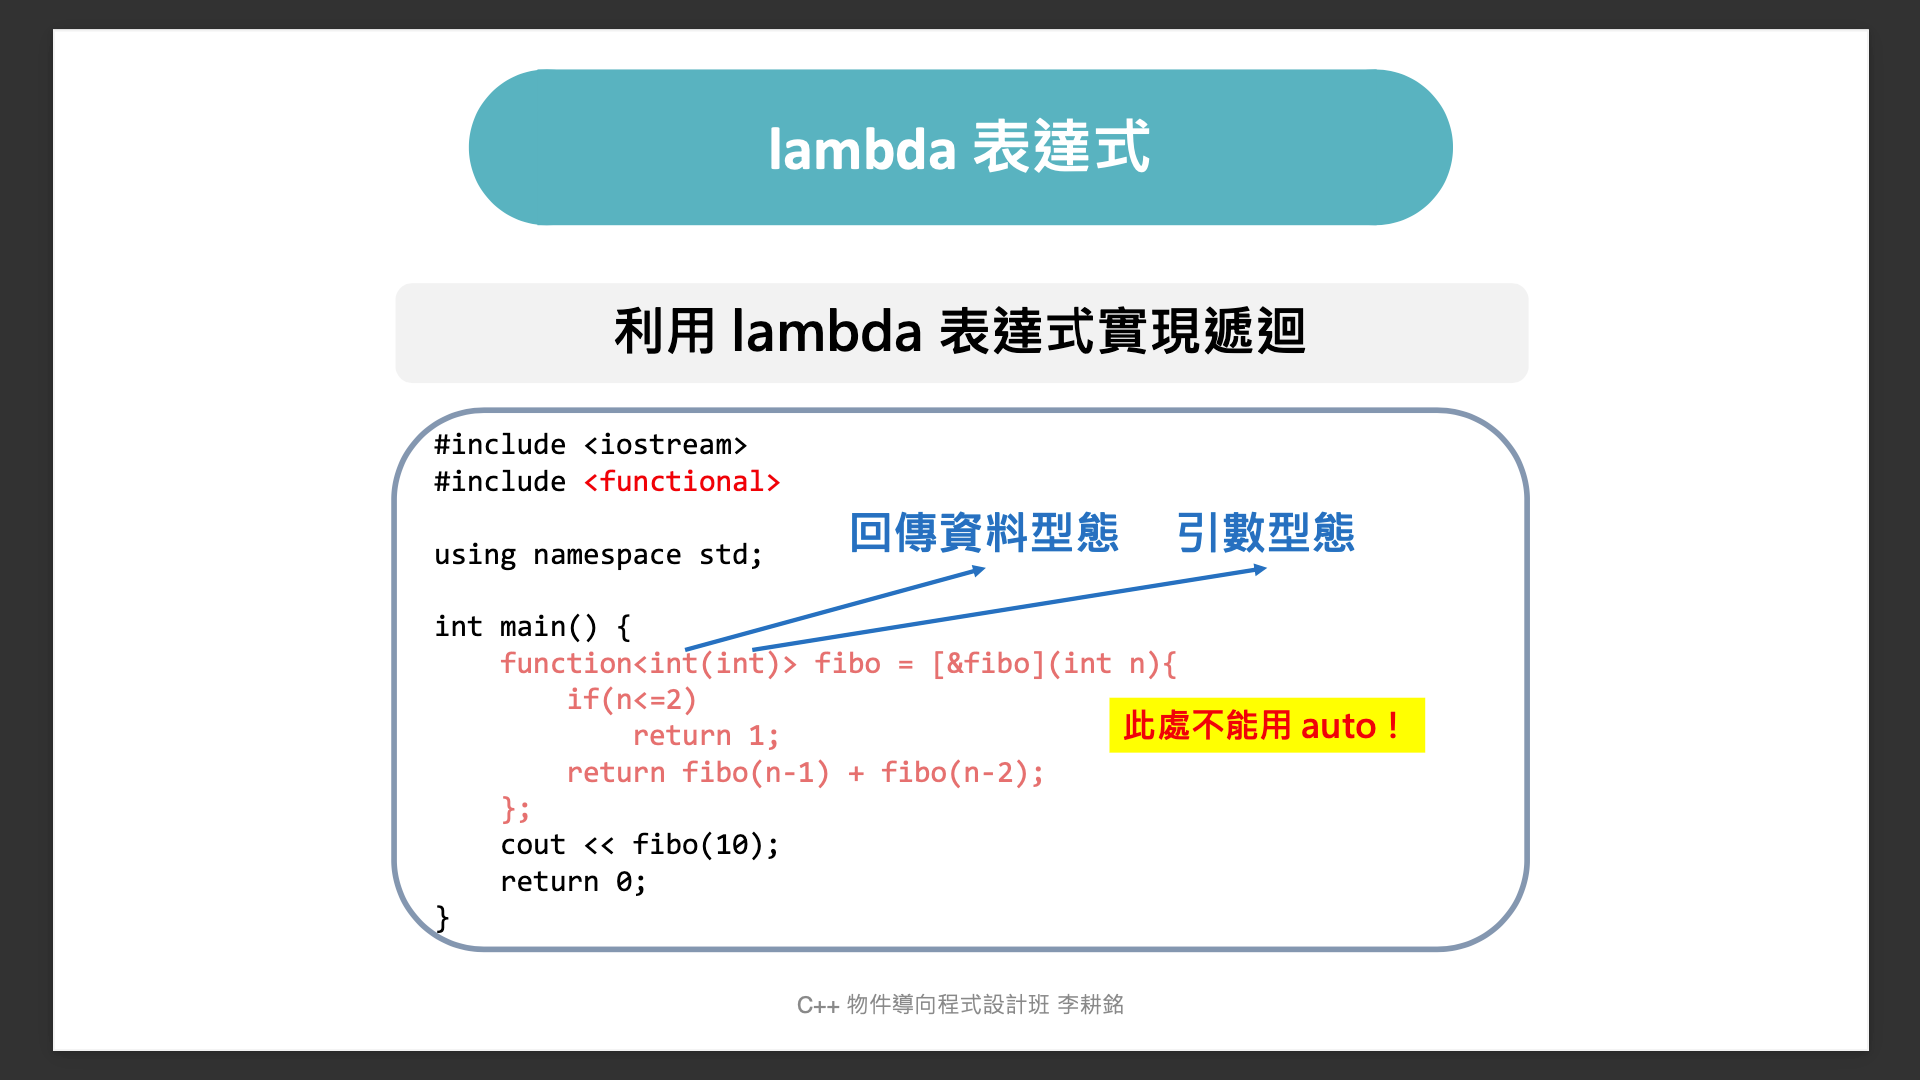 lambda 表達式
利用 lambda 表達式實現遞迴
#include <iostream>
#include <functional>
回傳資料型態 引數型態
using namespace std;
int main() {
    function<int(int)> fibo = [&fibo](int n){
        if(n<=2)
            return 1;
此處不能用 auto！
        return fibo(n-1) + fibo(n-2);
    };
    cout << fibo(10);
    return 0;
}
C++ 物件導向程式設計班 李耕銘